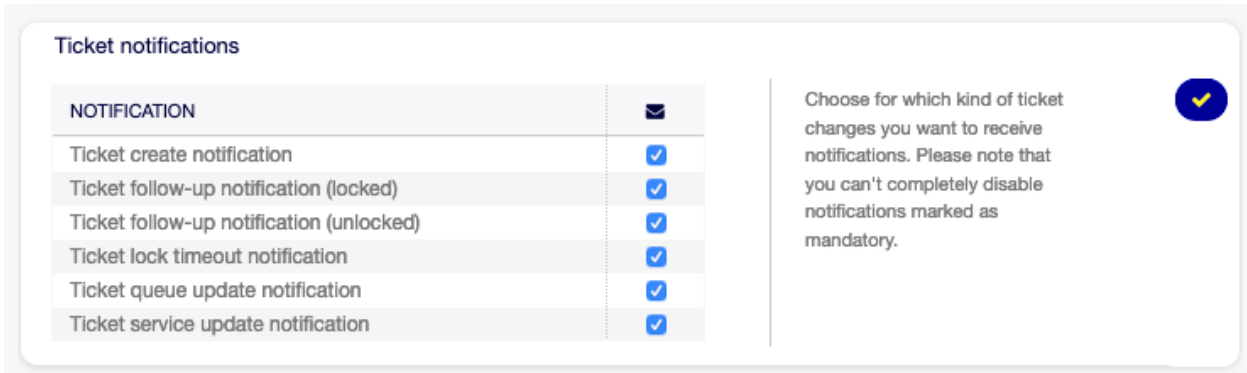 Ticket notifications
NOTIFICATION
Ticket create notification
Ticket follow-up notification (locked)
Ticket follow-up notification (unlocked)
Ticket lock timeout notification
Ticket queue update notification
Ticket service update notification
Choose for which kind of ticket
changes you want to receive
notifications. Please note that
you can't completely disable
notifications marked as
mandatory.